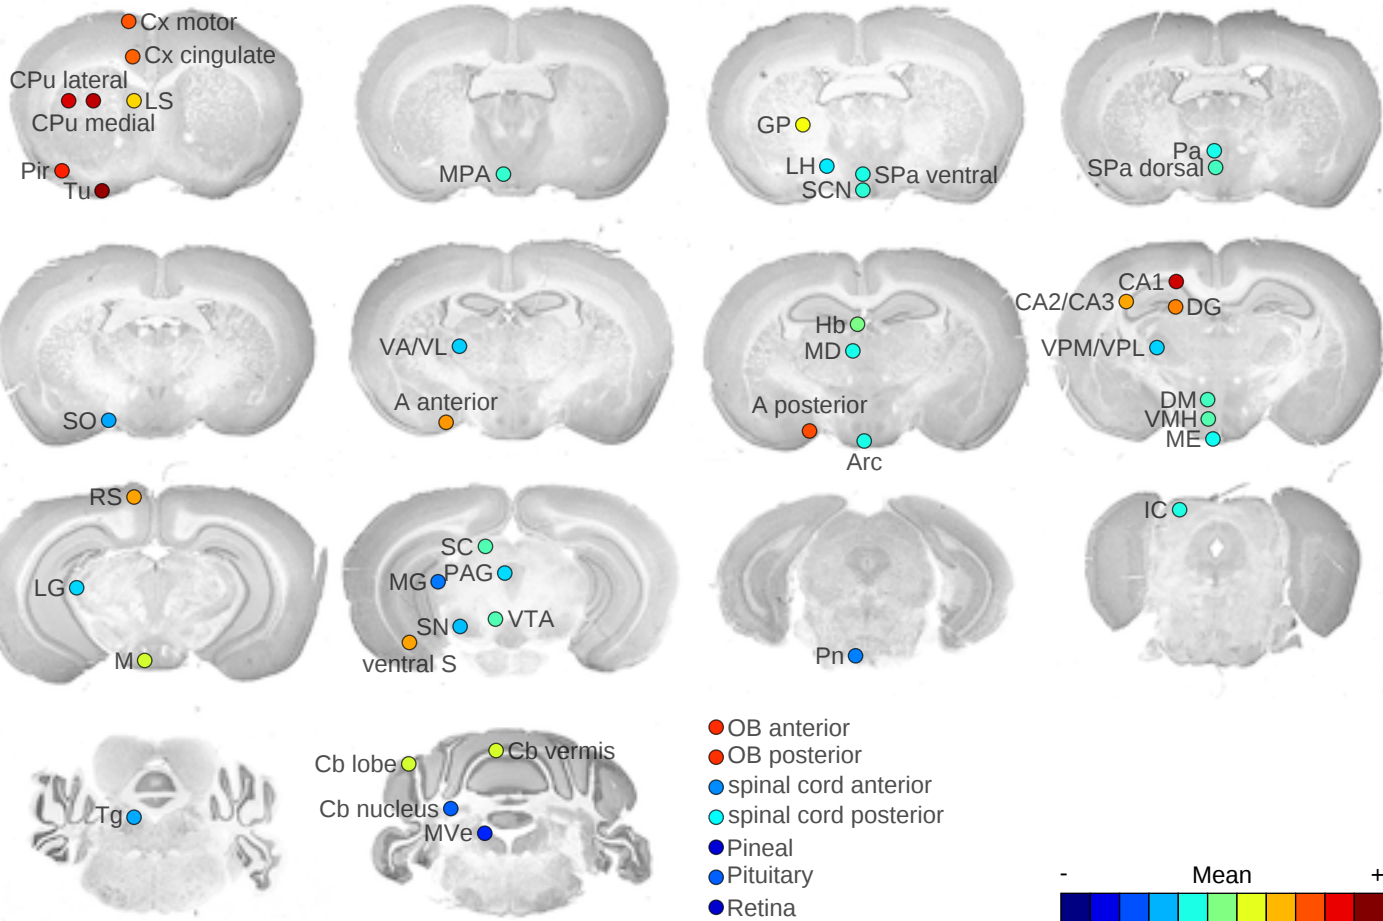 Cx motor
Cx cingulate
CPu lateral
LS
CPu medial
Pir
Tu
MPA
GP
LH
SPa ventral
SCN
Pa
SPa dorsal
SO
VA/VL
A anterior
Hb
MD
A posterior
Arc
CA1
CA2/CA3
DG
VPM/VPL
DM
VMH
ME
RS
LG
M
SC
MG
PAG
SN
VTA
ventral S
Pn
IC
Tg
Cb lobe
Cb vermis
Cb nucleus
MVe
OB anterior
OB posterior
spinal cord anterior
spinal cord posterior
Pineal
Pituitary
Retina
- Mean +